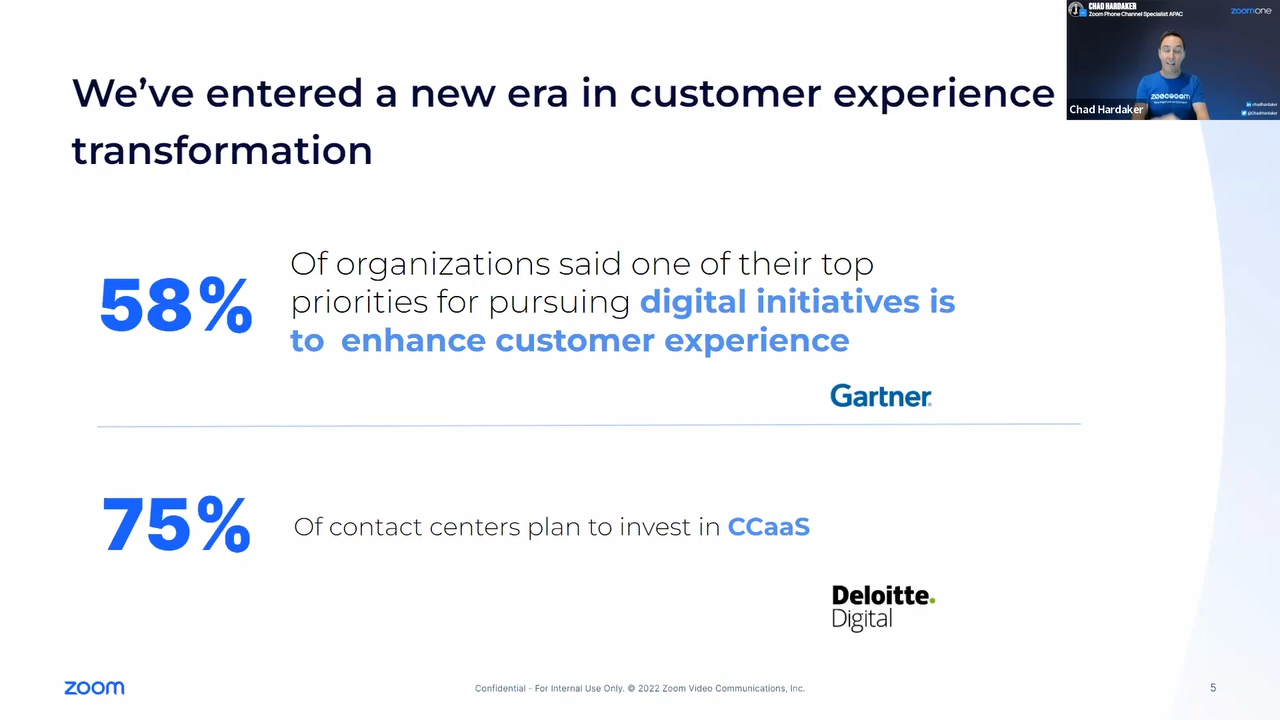 We've entered a new era in customer experience
transformation
58%
Of organizations said one of their top
priorities for pursuing digital initiatives is
to enhance customer experience
Gartner
75%
Of contact centers plan to invest in CCaaS
Deloitte.
Digital
zoom
Confidential - For Internal Use Only. © 2022 Zoom Video Communications, Inc.
5
CHAD HARDAKER
Zoom Phone Channel Specialist APAC
zoomone
Chad Hardaker
chadhardaker
@ChadHardaker